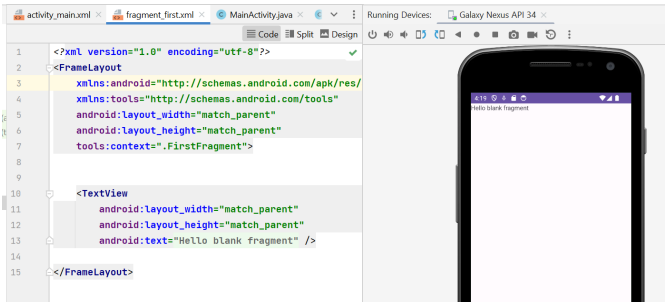 activity_main.xml × fragment_first.xml × MainActivity.java ×
Running Devices: Galaxy Nexus API 34 ×
Code Split Design
1 <?xml version="1.0" encoding="utf-8"?>
2 <FrameLayout
3 xmlns:android="http://schemas.android.com/apk/res/
4 xmlns:tools="http://schemas.android.com/tools"
5 android:layout_width="match_parent"
6 android:layout_height="match_parent"
7 tools:context=".FirstFragment">
8
9
10 <TextView
11 android:layout_width="match_parent"
12 android:layout_height="match_parent"
13 android:text="Hello blank fragment" />
14
15 </FrameLayout>
4:19
Hello blank fragment